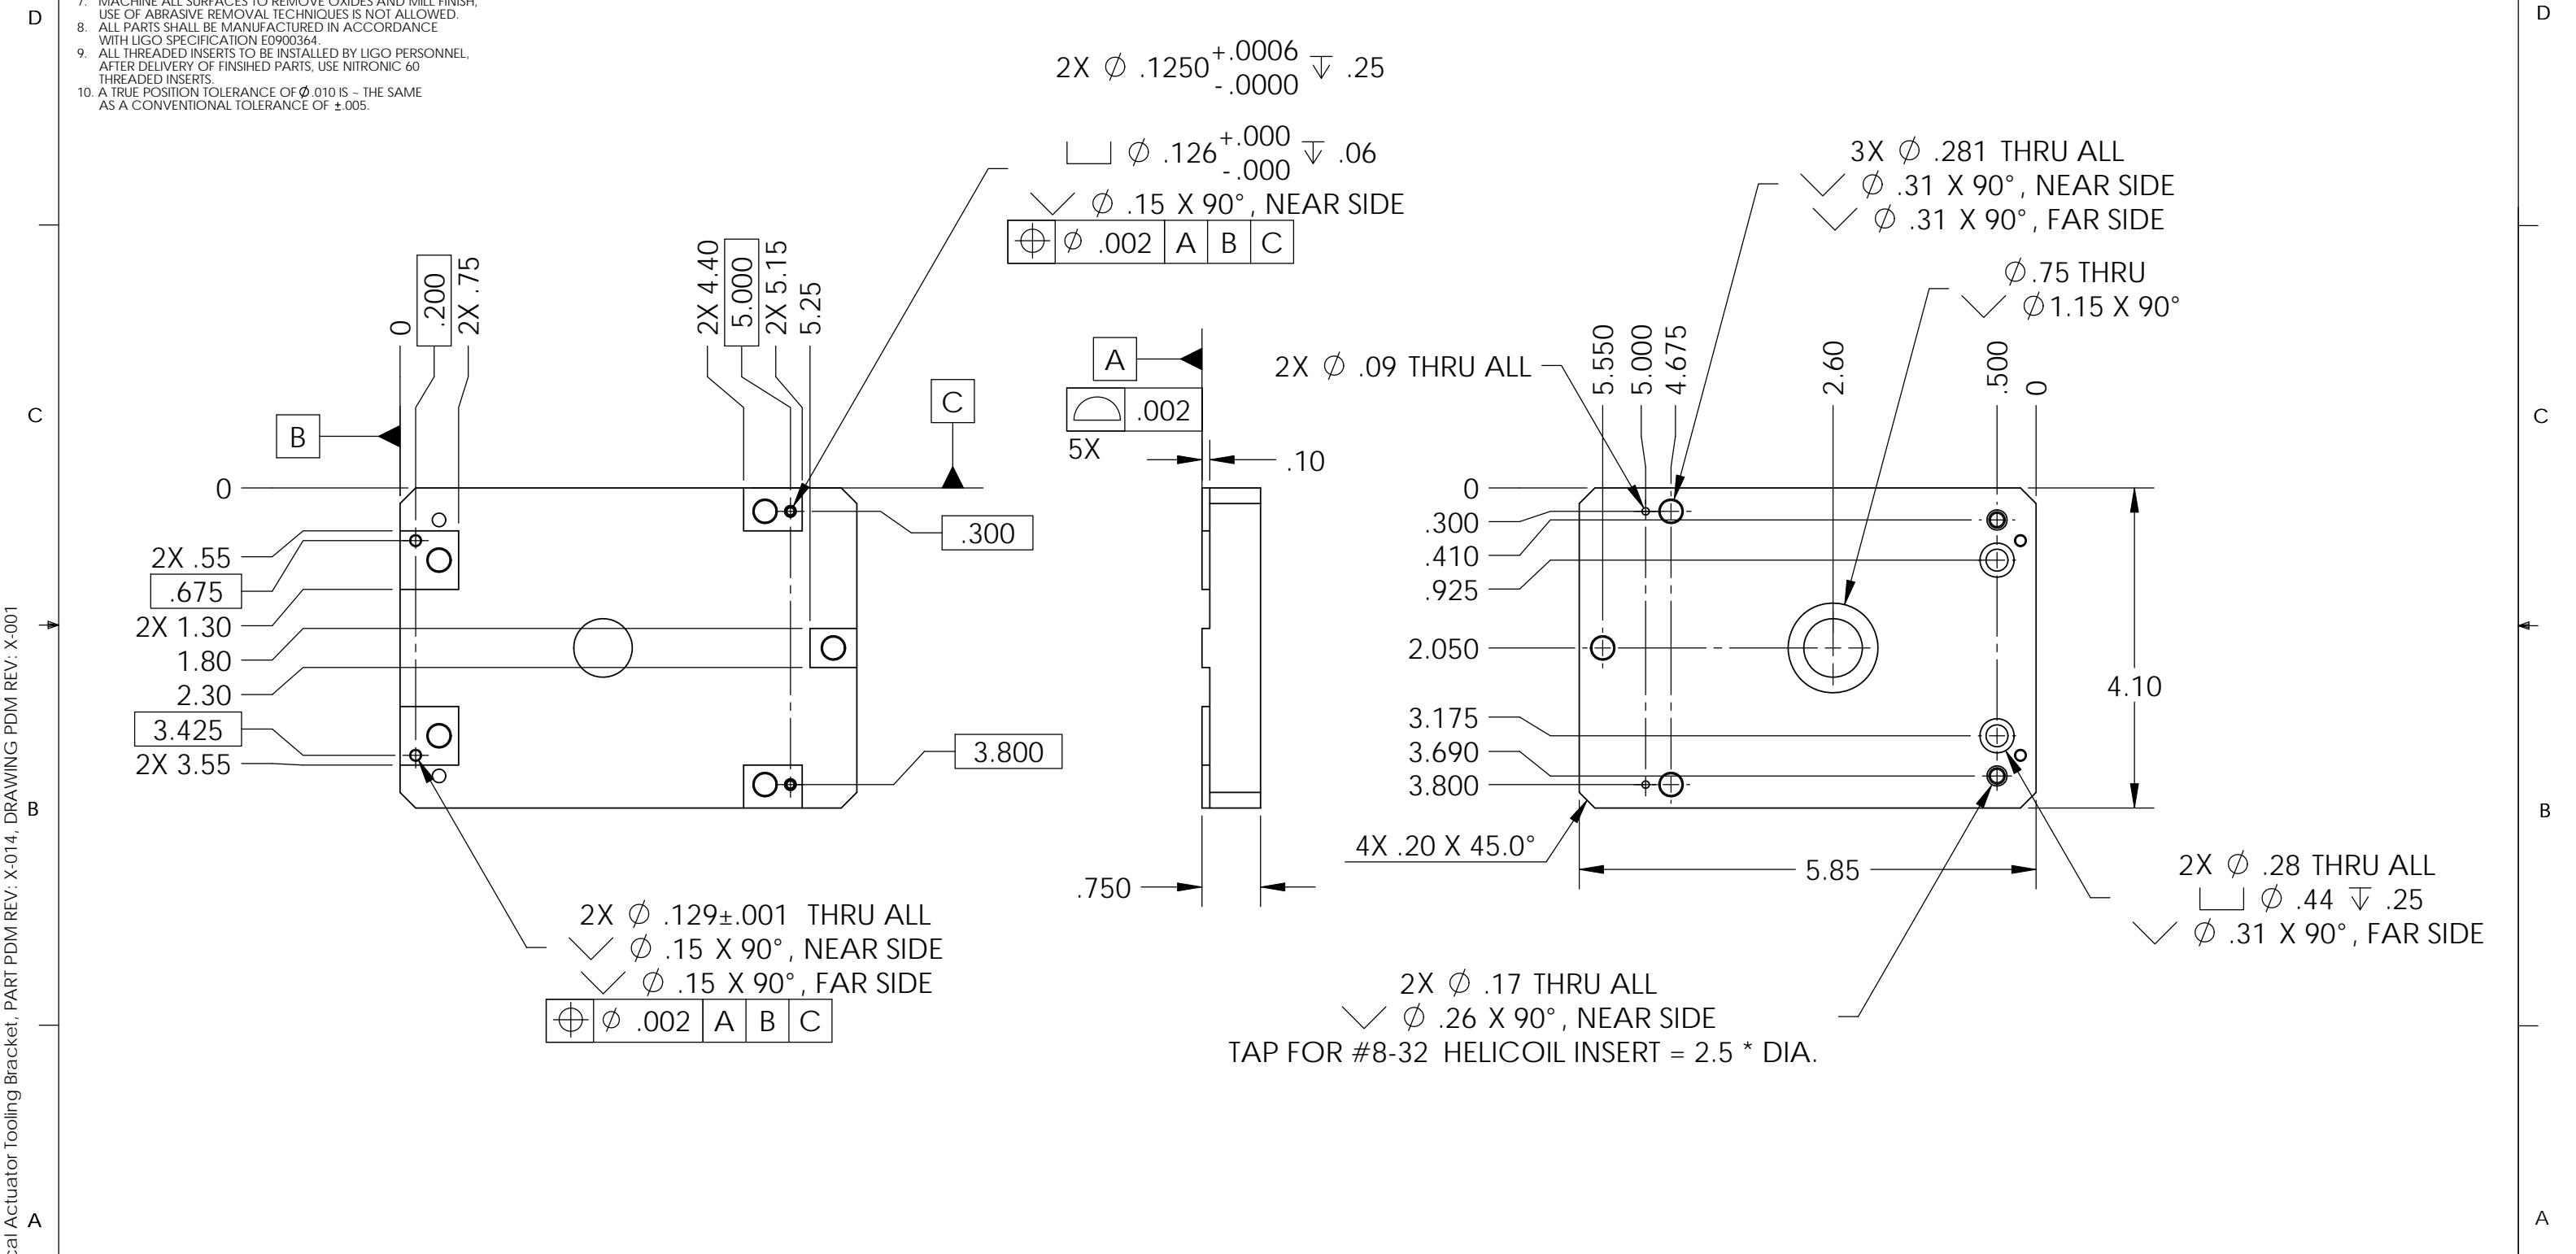 D
D
7. MACHINE ALL SURFACES TO REMOVE OXIDES AND MILL FINISH,
USE OF ABRASIVE REMOVAL TECHNIQUES IS NOT ALLOWED.
8. ALL PARTS SHALL BE MANUFACTURED IN ACCORDANCE
WITH LIGO SPECIFICATION E0900364.
9. ALL THREADED INSERTS TO BE INSTALLED BY LIGO PERSONNEL,
AFTER DELIVERY OF FINSIHED PARTS, USE NITRONIC 60
THREADED INSERTS.
10. A TRUE POSITION TOLERANCE OF ⌀.010 IS ~ THE SAME
AS A CONVENTIONAL TOLERANCE OF ±.005.
2X ⌀ .1250 +.0006 -.0000 ↧ .25
⌴ ⌀ .126 +.000 -.000 ↧ .06
⌵ ⌀ .15 X 90°, NEAR SIDE
⌖ ⌀ .002 A B C
3X ⌀ .281 THRU ALL
⌵ ⌀ .31 X 90°, NEAR SIDE
⌵ ⌀ .31 X 90°, FAR SIDE
⌀.75 THRU
⌵ ⌀1.15 X 90°
0
.200
2X .75
2X 4.40
5.000
2X 5.15
5.25
B
C
0
2X .55
.675
2X 1.30
1.80
2.30
3.425
2X 3.55
.300
3.800
2X ⌀ .129±.001 THRU ALL
⌵ ⌀ .15 X 90°, NEAR SIDE
⌵ ⌀ .15 X 90°, FAR SIDE
⌖ ⌀ .002 A B C
A
⌓ .002
5X
.10
.750
2X ⌀ .09 THRU ALL
5.550
5.000
4.675
2.60
.500
0
0
.300
.410
.925
2.050
3.175
3.690
3.800
4.10
4X .20 X 45.0°
5.85
2X ⌀ .28 THRU ALL
⌴ ⌀ .44 ↧ .25
⌵ ⌀ .31 X 90°, FAR SIDE
2X ⌀ .17 THRU ALL
⌵ ⌀ .26 X 90°, NEAR SIDE
TAP FOR #8-32 HELICOIL INSERT = 2.5 * DIA.
C
C
B
B
A
A
Actuator Tooling Bracket, PART PDM REV: X-014, DRAWING PDM REV: X-001